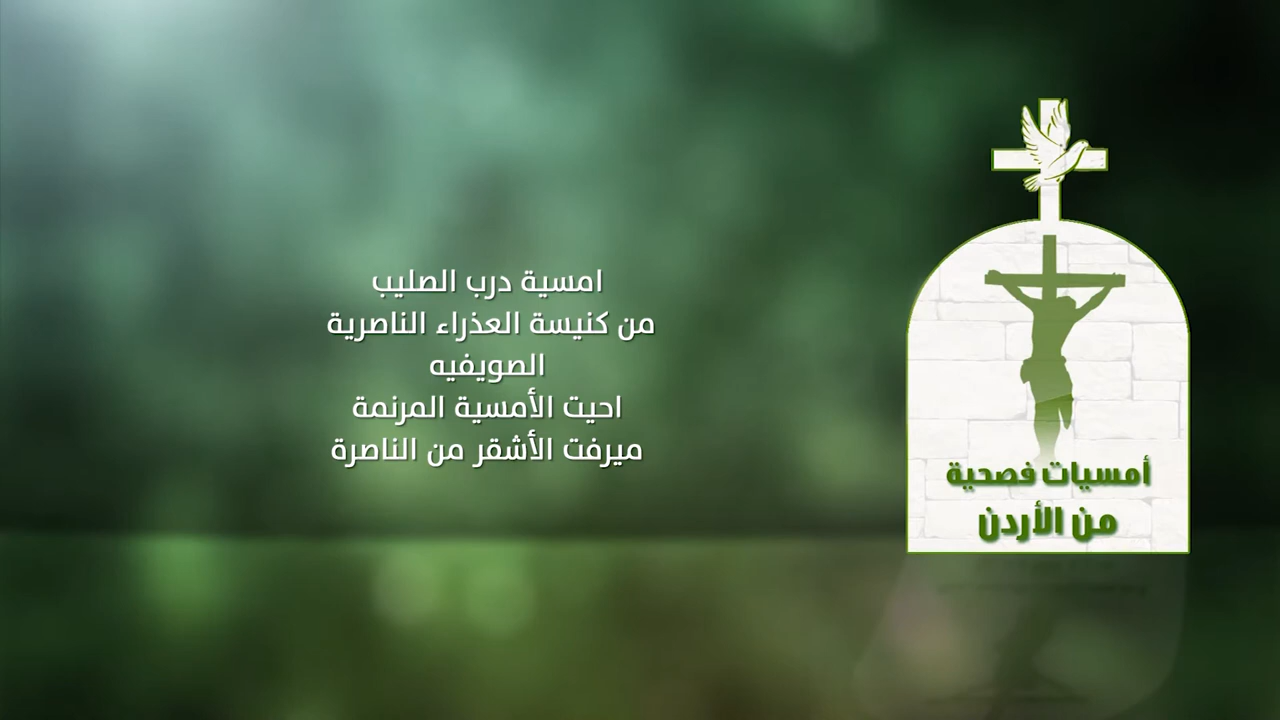 امسية درب الصليب
من كنيسة العذراء الناصرية
الصويفيه
احيت الأمسية المرنمة
ميرفت الأشقر من الناصرة
أمسيات فصحية
من الأردن